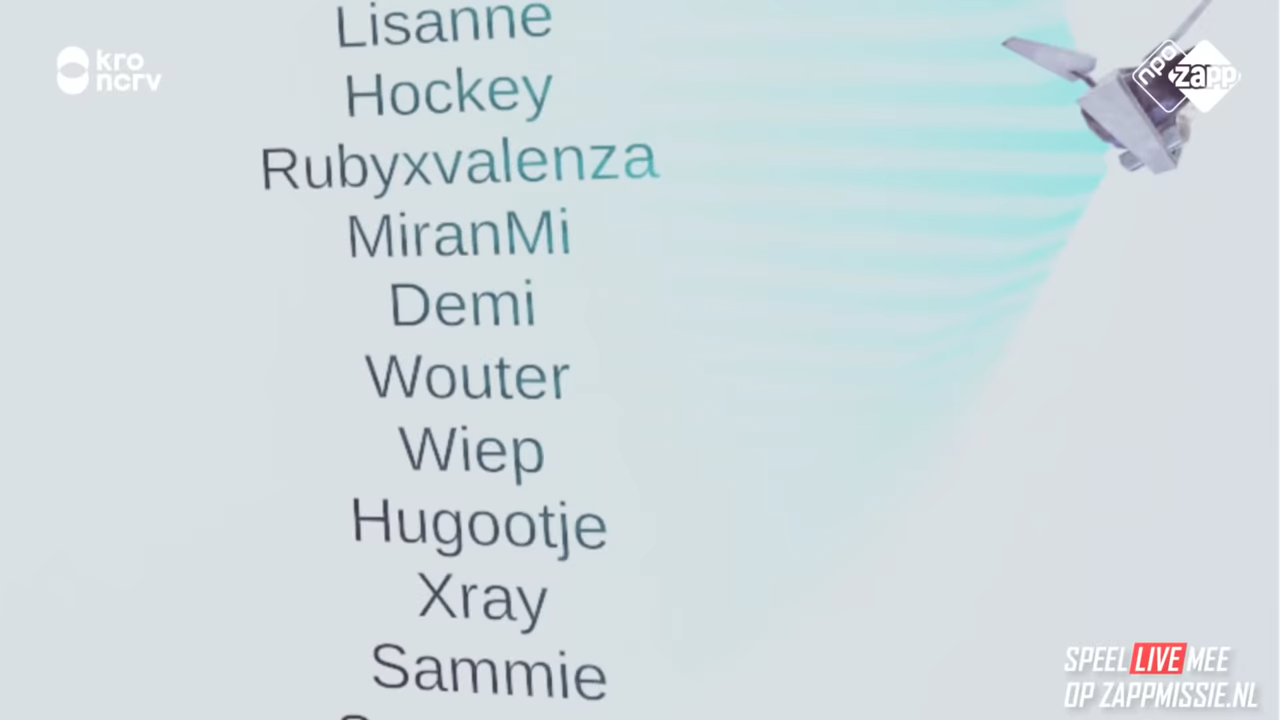 kro
ncrv
npo
zapp
Lisanne
Hockey
Rubyxvalenza
MiranMi
Demi
Wouter
Wiep
Hugootje
Xray
Sammie
SPEEL LIVE MEE
OP ZAPPMISSIE.NL